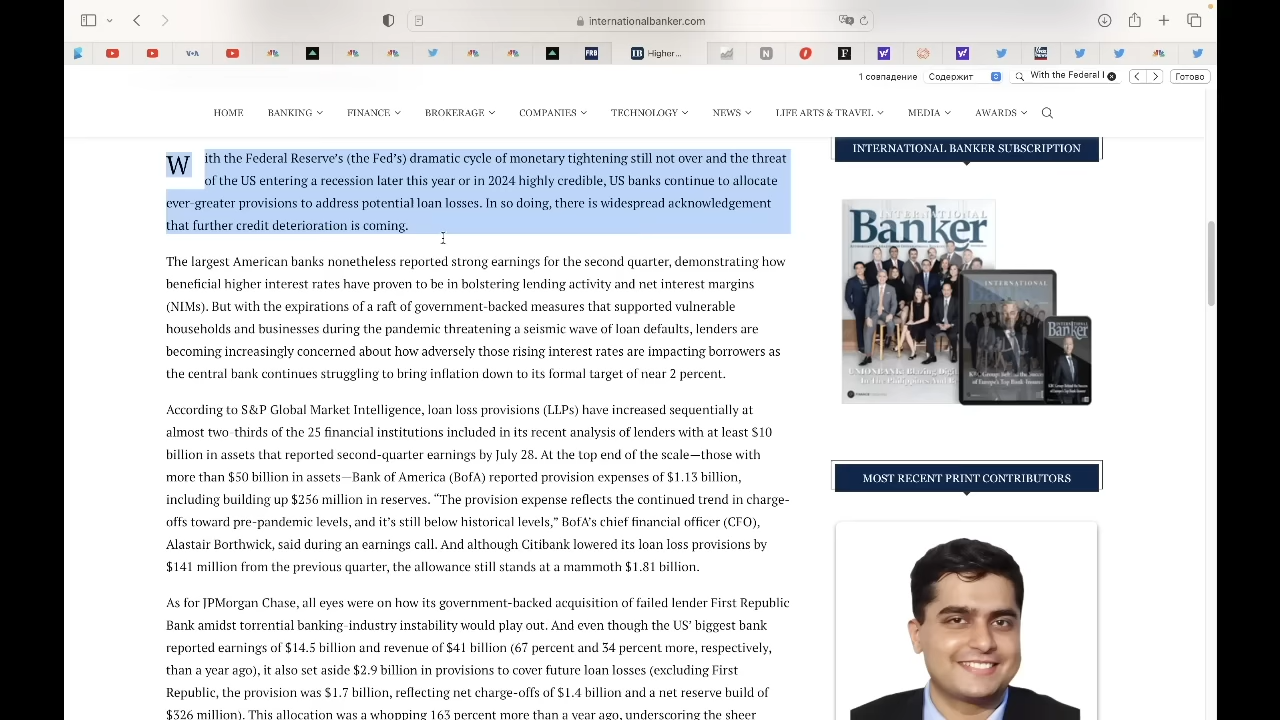 internationalbanker.com
VOA
FRB
IB Higher-...
N
F
1 совпадение Содержит With the Federal Готово
HOME BANKING FINANCE BROKERAGE COMPANIES TECHNOLOGY NEWS LIFE ARTS & TRAVEL MEDIA AWARDS
With the Federal Reserve's (the Fed's) dramatic cycle of monetary tightening still not over and the threat
of the US entering a recession later this year or in 2024 highly credible, US banks continue to allocate
ever-greater provisions to address potential loan losses. In so doing, there is widespread acknowledgement
that further credit deterioration is coming.
The largest American banks nonetheless reported strong earnings for the second quarter, demonstrating how
beneficial higher interest rates have proven to be in bolstering lending activity and net interest margins
(NIMs). But with the expirations of a raft of government-based measures that supported vulnerable
households and businesses during the pandemic threatening a seismic wave of loan defaults, lenders are
becoming increasingly concerned about how adversely those rising interest rates are impacting borrowers as
the central bank continues struggling to bring inflation down to its formal target of near 2 percent.
According to S&P Global Market Intelligence, loan loss provisions (LLPs) have increased sequentially at
almost two-thirds of the 25 financial institutions included in its recent analysis of lenders with at least $10
billion in assets that reported second-quarter earnings by July 28. At the top end of the scale—those with
more than $50 billion in assets—Bank of America (BofA) reported provision expenses of $1.13 billion,
including building up $256 million in reserves. “The provision expense reflects the continued trend in charge-
offs toward pre-pandemic levels, and it’s still below historical levels,” BofA’s chief financial officer (CFO),
Alastair Borthwick, said during an earnings call. And although Citibank lowered its loan loss provisions by
$141 million from the previous quarter, the allowance still stands at a mammoth $1.81 billion.
As for JPMorgan Chase, all eyes were on how its government-backed acquisition of failed lender First Republic
Bank amidst torrential banking-industry instability would play out. And even though the US’ biggest bank
reported earnings of $14.5 billion and revenue of $41 billion (67 percent and 34 percent more, respectively,
than a year ago), it also set aside $2.9 billion in provisions to cover future loan losses (excluding First
Republic, the provision was $1.7 billion, reflecting net charge-offs of $1.4 billion and a net reserve build of
$326 million). This allocation was a whopping 163 percent more than a year ago, underscoring the sheer
INTERNATIONAL BANKER SUBSCRIPTION
INTERNATIONAL
Banker
INTERNATIONAL
Banker
Banker
UNIONBANK: Blazing
In the Philippines And
MOST RECENT PRINT CONTRIBUTORS